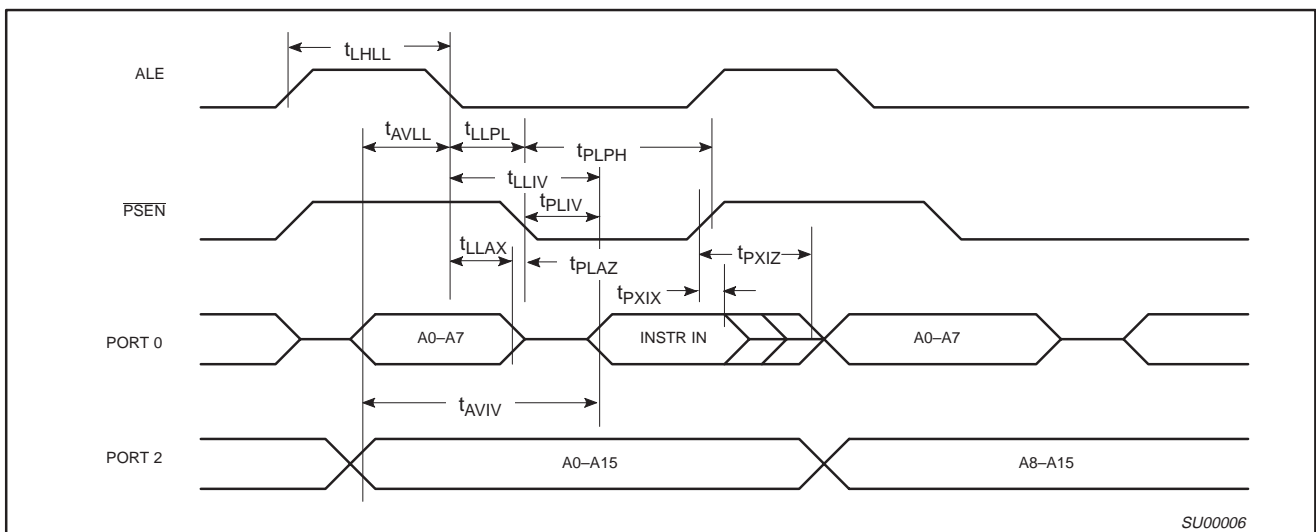 tLHLL
ALE
tAVLL
tLLPL
tPLPH
tLLIV
PSEN
tPLIV
tLLAX
tPLAZ
tPXIZ
tPXIX
PORT 0
A0–A7
INSTR IN
A0–A7
tAVIV
PORT 2
A0–A15
A8–A15
SU00006